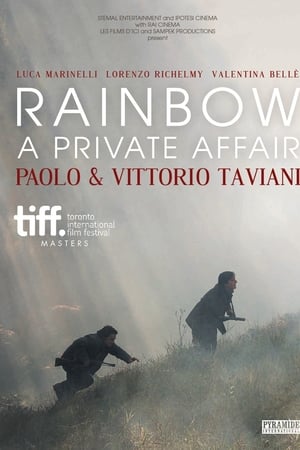 STEMAL ENTERTAINMENT and IPOTESI CINEMA
with RAI CINEMA
LES FILMS D'ICI and SAMPEK PRODUCTIONS
present
LUCA MARINELLI LORENZO RICHELMY VALENTINA BELLÈ
RAINBOW
A PRIVATE AFFAIR
PAOLO & VITTORIO TAVIANI
tiff. toronto
international
film festival
MASTERS
PYRAMIDE
INTERNATIONAL